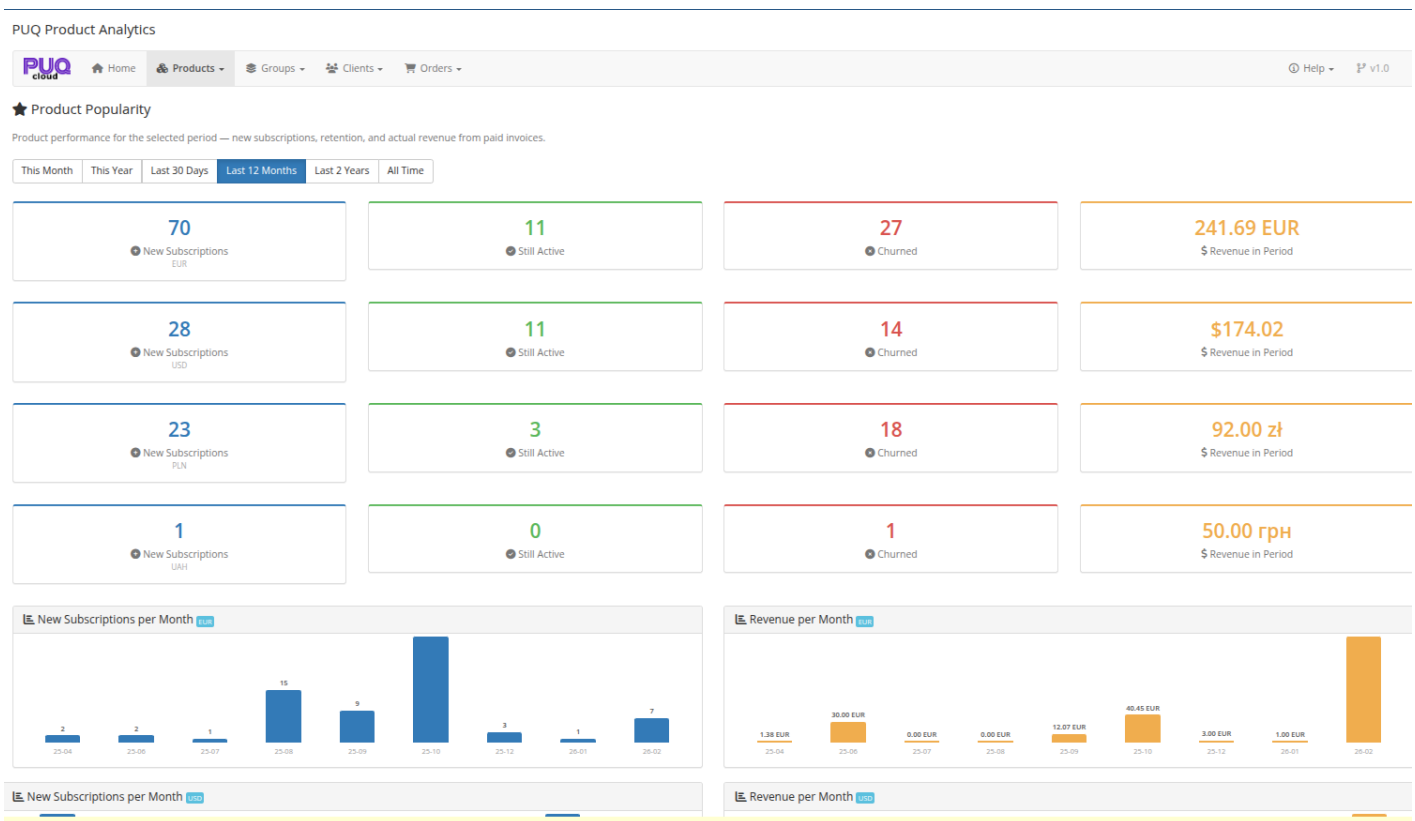 PUQ Product Analytics
PUQ cloud Home Products Groups Clients Orders Help v1.0
Product Popularity
Product performance for the selected period — new subscriptions, retention, and actual revenue from paid invoices.
This Month This Year Last 30 Days Last 12 Months Last 2 Years All Time
70 11 27 241.69 EUR
New Subscriptions Still Active Churned $ Revenue in Period
EUR
28 11 14 $174.02
New Subscriptions Still Active Churned $ Revenue in Period
USD
23 3 18 92.00 zł
New Subscriptions Still Active Churned $ Revenue in Period
PLN
1 0 1 50.00 грн
New Subscriptions Still Active Churned $ Revenue in Period
UAH
New Subscriptions per Month EUR
2 2 1 15 9 3 1 7
25-04 25-06 25-07 25-08 25-09 25-10 25-12 26-01 26-02
Revenue per Month EUR
1.38 EUR 30.00 EUR 0.00 EUR 0.00 EUR 12.07 EUR 40.45 EUR 3.00 EUR 1.00 EUR
25-04 25-06 25-07 25-08 25-09 25-10 25-12 26-01 26-02
New Subscriptions per Month USD
Revenue per Month USD